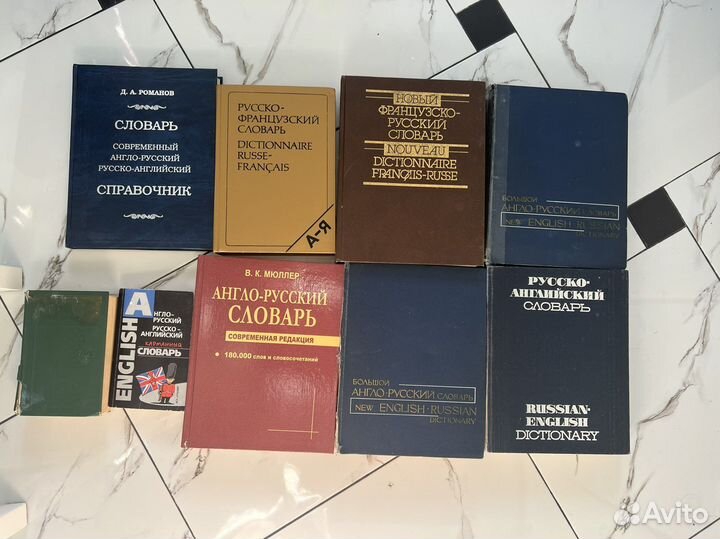 Д. А. РОМАНОВ
СЛОВАРЬ
СОВРЕМЕННЫЙ
АНГЛО-РУССКИЙ
РУССКО-АНГЛИЙСКИЙ
СПРАВОЧНИК
РУССКО-
ФРАНЦУЗСКИЙ
СЛОВАРЬ
DICTIONNAIRE
RUSSE-
FRANÇAIS
А-Я
НОВЫЙ
ФРАНЦУЗСКО-
РУССКИЙ
СЛОВАРЬ
NOUVEAU
DICTIONNAIRE
FRANÇAIS-RUSSE
БОЛЬШОЙ
АНГЛО-РУССКИЙ СЛОВАРЬ
NEW ENGLISH-RUSSIAN
DICTIONARY
ENGLISH
АНГЛО-
РУССКИЙ
РУССКО-
АНГЛИЙСКИЙ
КАРМАННЫЙ
СЛОВАРЬ
В. К. МЮЛЛЕР
АНГЛО-РУССКИЙ
СЛОВАРЬ
СОВРЕМЕННАЯ РЕДАКЦИЯ
• 180.000 слов и словосочетаний
БОЛЬШОЙ
АНГЛО-РУССКИЙ СЛОВАРЬ
NEW ENGLISH-RUSSIAN
DICTIONARY
РУССКО-
АНГЛИЙСКИЙ
СЛОВАРЬ
RUSSIAN-
ENGLISH
DICTIONARY
Avito